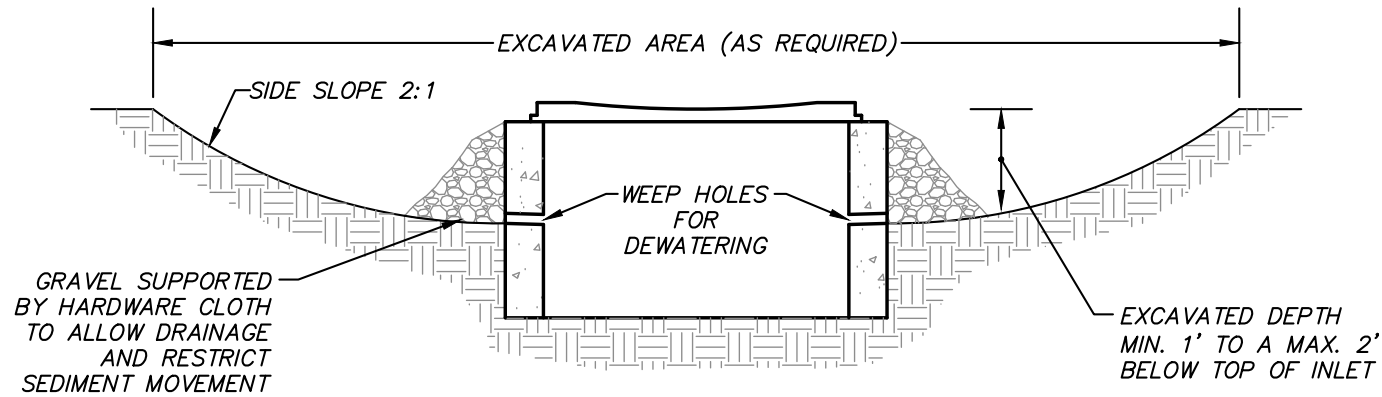 EXCAVATED AREA (AS REQUIRED)
SIDE SLOPE 2:1
WEEP HOLES
FOR
DEWATERING
GRAVEL SUPPORTED
BY HARDWARE CLOTH
TO ALLOW DRAINAGE
AND RESTRICT
SEDIMENT MOVEMENT
EXCAVATED DEPTH
MIN. 1' TO A MAX. 2'
BELOW TOP OF INLET